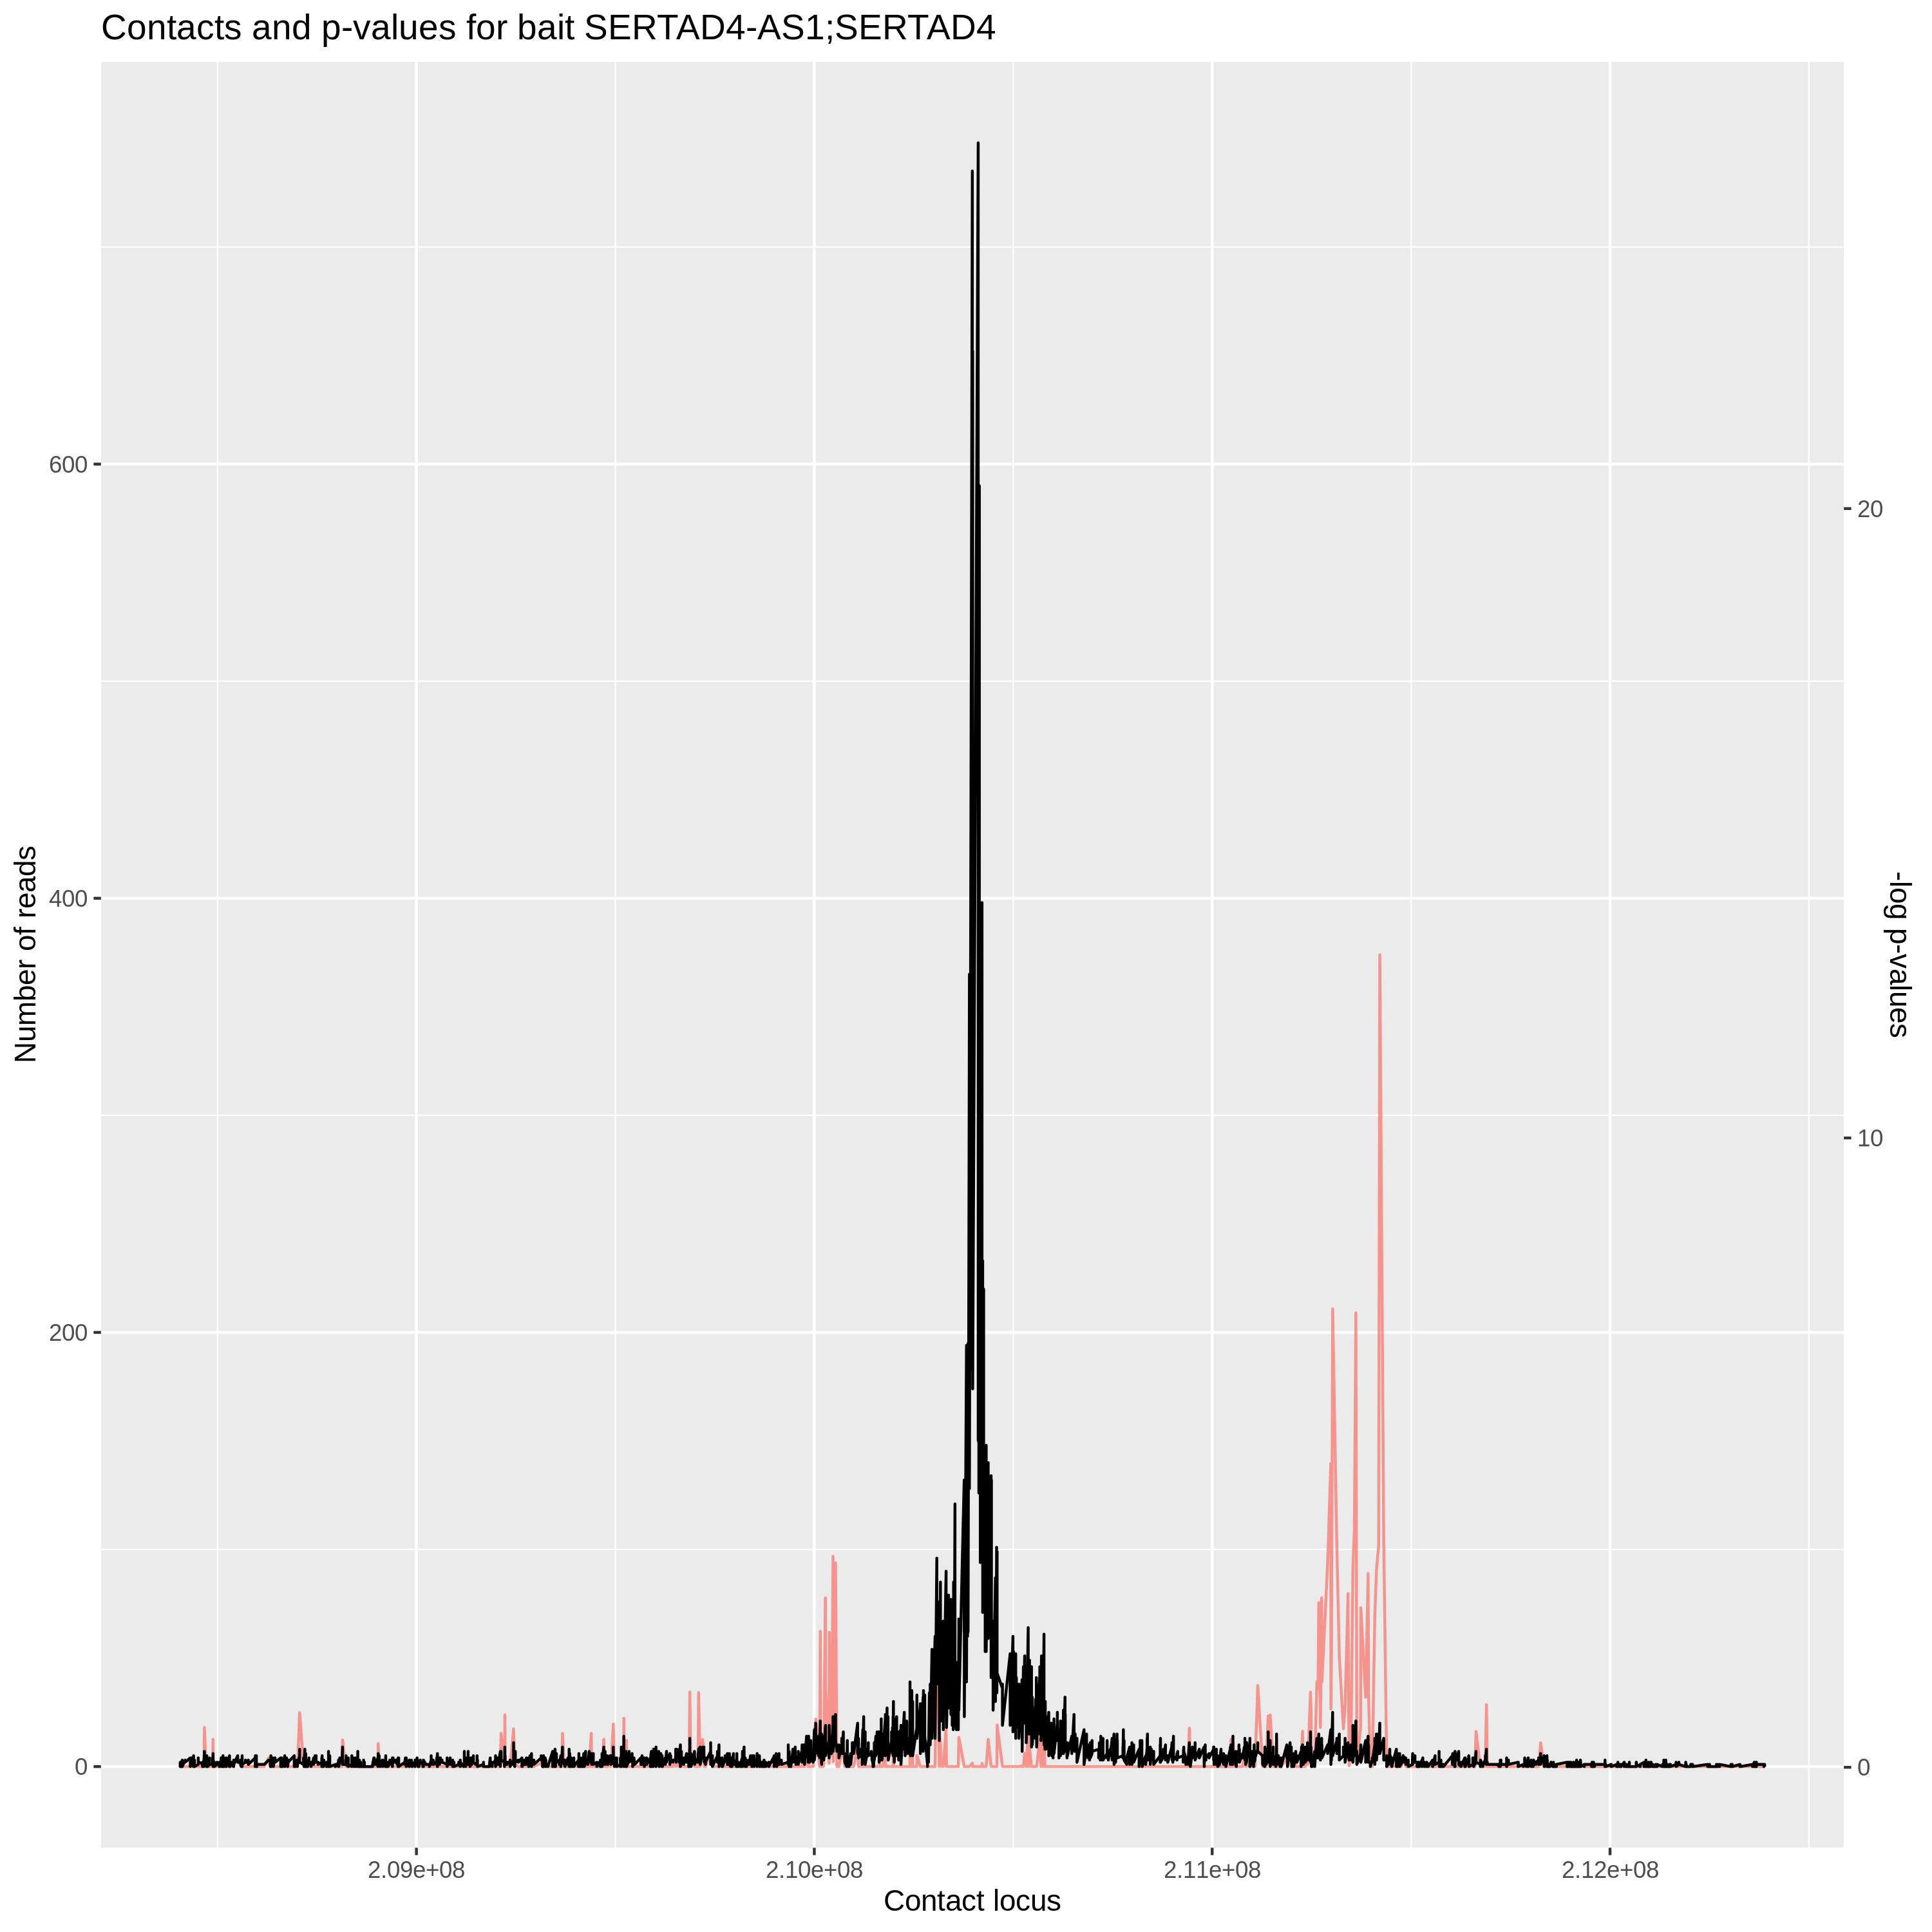 Contacts and p-values for bait SERTAD4-AS1;SERTAD4
Number of reads
600
400
200
0
20
10
0
-log p-values
2.09e+08
2.10e+08
2.11e+08
2.12e+08
Contact locus